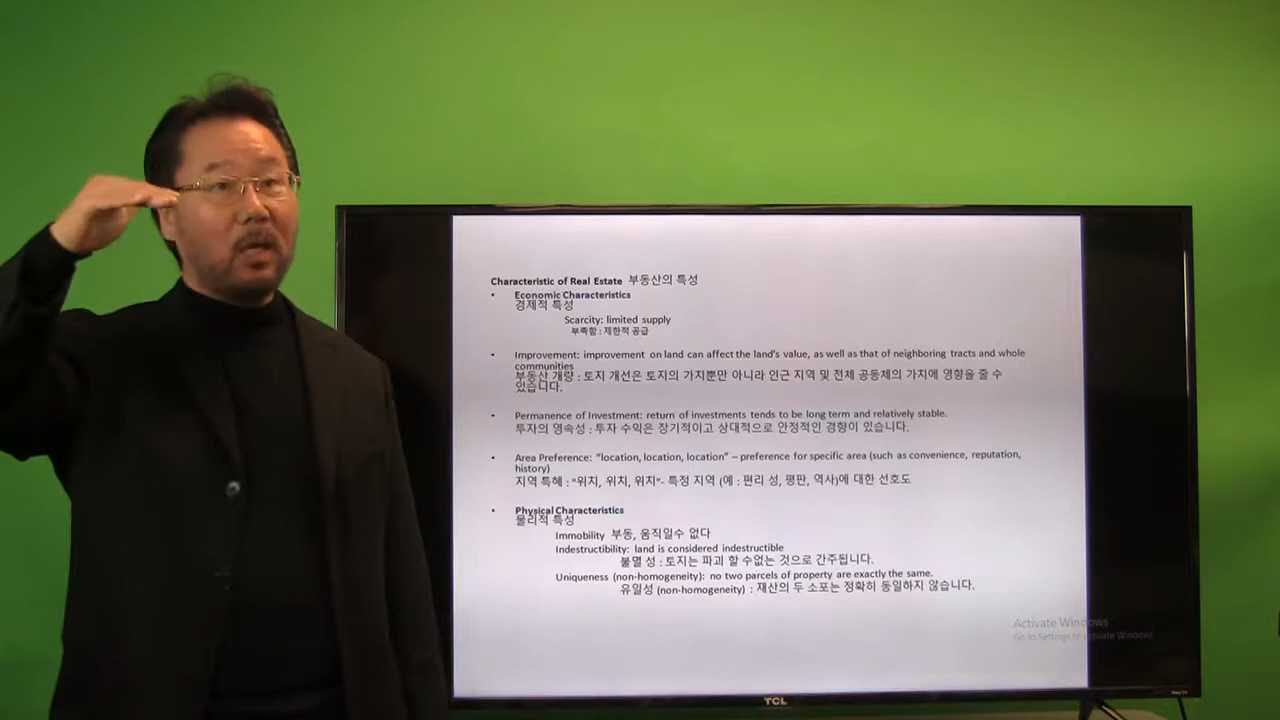 Characteristic of Real Estate 부동산의 특성
• Economic Characteristics
경제적 특성
Scarcity: limited supply
부족함 : 제한적 공급
• Improvement: improvement on land can affect the land's value, as well as that of neighboring tracts and whole
communities
부동산 개량 : 토지 개선은 토지의 가치뿐만 아니라 인근 지역 및 전체 공동체의 가치에 영향을 줄 수
있습니다.
• Permanence of Investment: return of investments tends to be long term and relatively stable.
투자의 영속성 : 투자 수익은 장기적이고 상대적으로 안정적인 경향이 있습니다.
• Area Preference: "location, location, location" – preference for specific area (such as convenience, reputation,
history)
지역 특혜 : "위치, 위치, 위치"- 특정 지역 (예 : 편리 성, 평판, 역사)에 대한 선호도
• Physical Characteristics
물리적 특성
Immobility 부동, 움직일수 없다
Indestructibility: land is considered indestructible
불멸 성 : 토지는 파괴 할 수없는 것으로 간주됩니다.
Uniqueness (non-homogeneity): no two parcels of property are exactly the same.
유일성 (non-homogeneity) : 재산의 두 소포는 정확히 동일하지 않습니다.
Activate Windows
Go to Settings to Activate Windows.
TCL
Roku TV